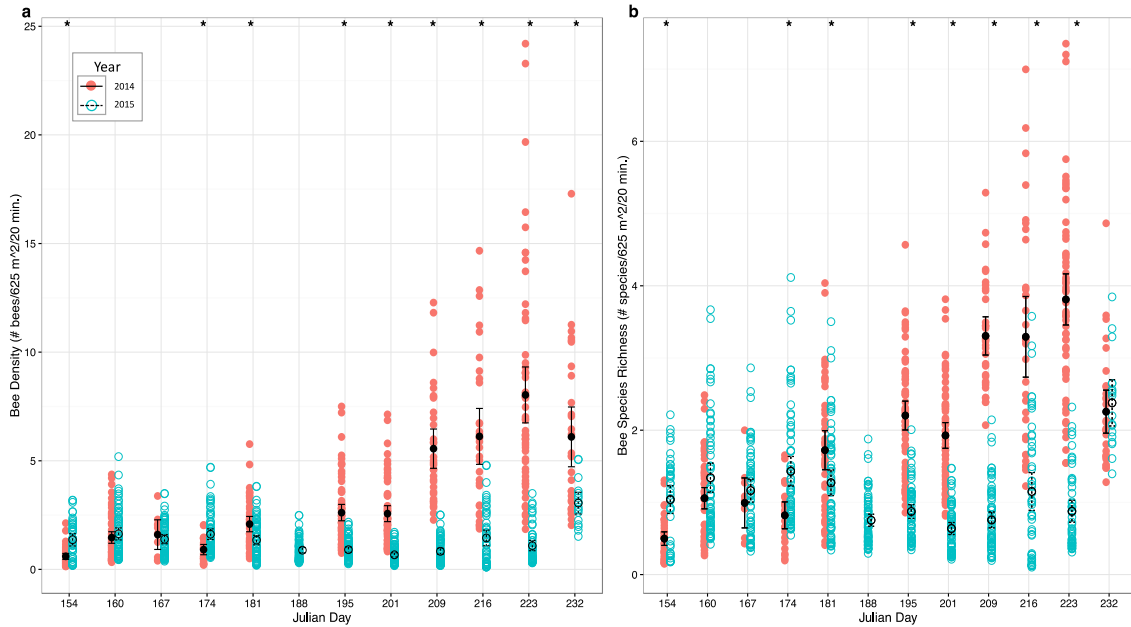 a
* * * * * * * * *
Bee Density (# bees/625 m^2/20 min.)
25
20
15
10
5
0
Year
2014
2015
154 160 167 174 181 188 195 201 209 216 223 232
Julian Day
b
* * * * * * * *
Bee Species Richness (# species/625 m^2/20 min.)
6
4
2
0
154 160 167 174 181 188 195 201 209 216 223 232
Julian Day